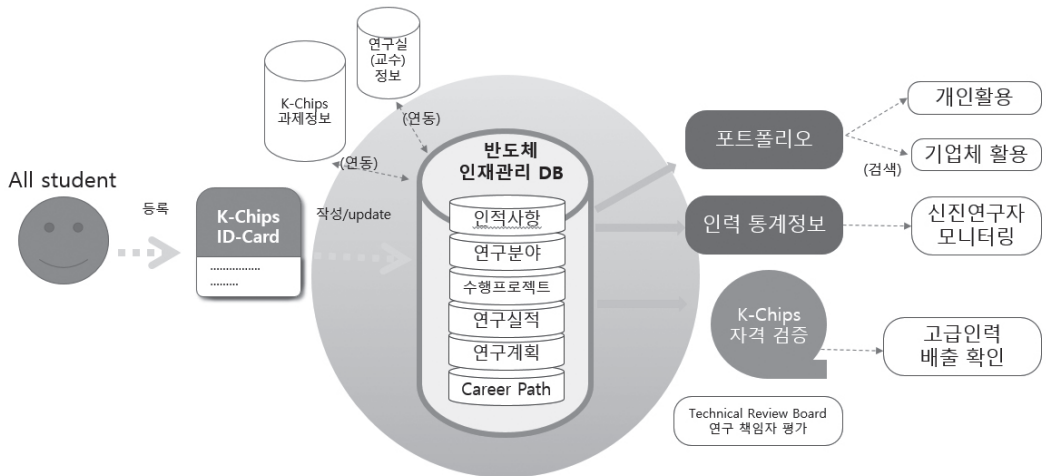 All student
등록
K-Chips
ID-Card
작성/update
K-Chips
과제정보
연구실
(교수)
정보
(연동)
(연동)
반도체
인재관리 DB
인적사항
연구분야
수행프로젝트
연구실적
연구계획
Career Path
포트폴리오
인력 통계정보
K-Chips
자격 검증
Technical Review Board
연구 책임자 평가
개인활용
기업체 활용
(검색)
신진연구자
모니터링
고급인력
배출 확인